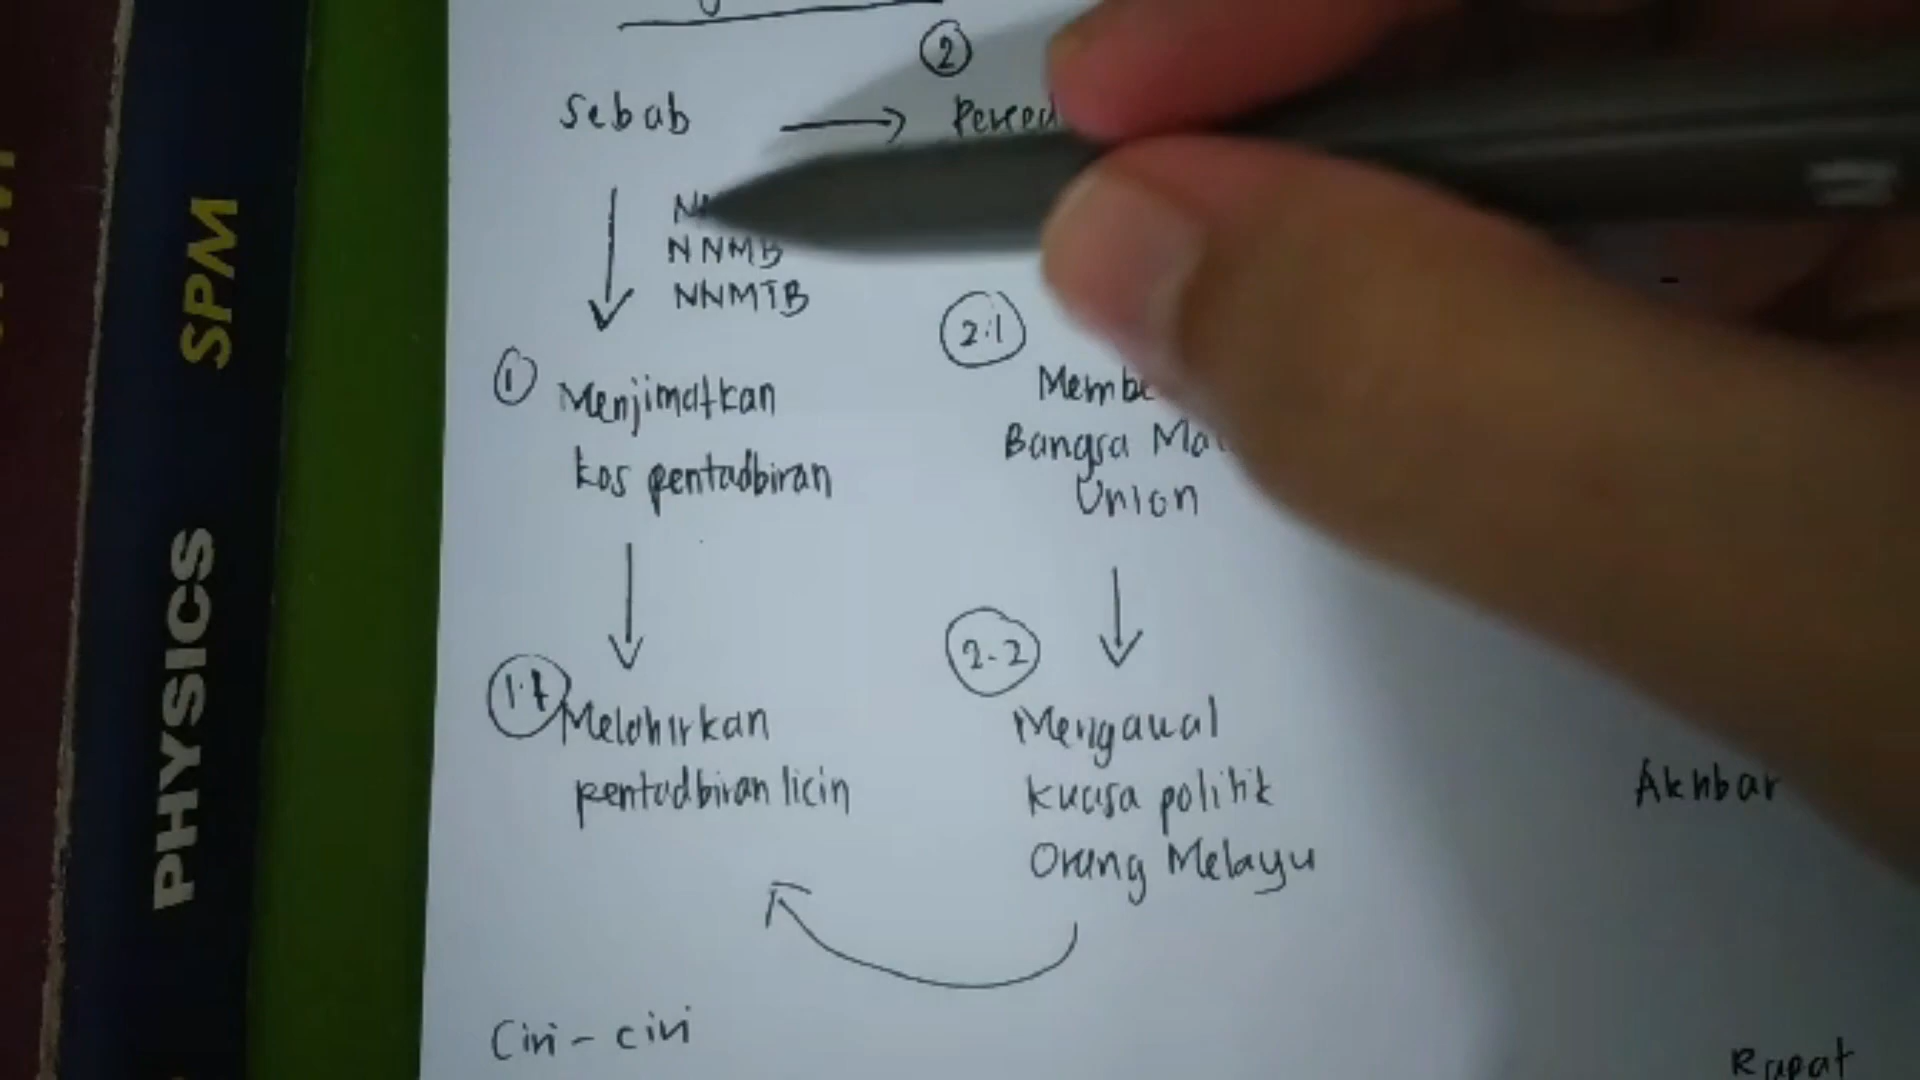 SPM
PHYSICS
2
Sebab
NNMB
NNMTB
1
Menjimatkan
kos pentadbiran
1.1
Melahirkan
pentadbiran licin
2.1
Bangsa
Union
2.2
Mengawal
kuasa politik
Orang Melayu
Ciri - ciri
Akhbar
Rapat